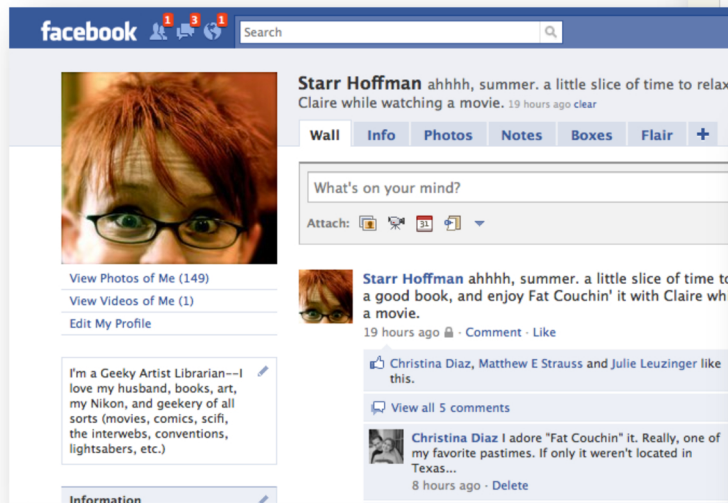 facebook
1
3
1
Search
Starr Hoffman ahhhh, summer. a little slice of time to relax
Claire while watching a movie. 19 hours ago clear
Wall Info Photos Notes Boxes Flair +
What's on your mind?
Attach: 31
View Photos of Me (149)
View Videos of Me (1)
Edit My Profile
I'm a Geeky Artist Librarian--I
love my husband, books, art,
my Nikon, and geekery of all
sorts (movies, comics, scifi,
the interwebs, conventions,
lightsabers, etc.)
Information
Starr Hoffman ahhhh, summer. a little slice of time to
a good book, and enjoy Fat Couchin' it with Claire wh
a movie.
19 hours ago · Comment · Like
Christina Diaz, Matthew E Strauss and Julie Leuzinger like
this.
View all 5 comments
Christina Diaz I adore "Fat Couchin" it. Really, one of
my favorite pastimes. If only it weren't located in
Texas...
8 hours ago · Delete